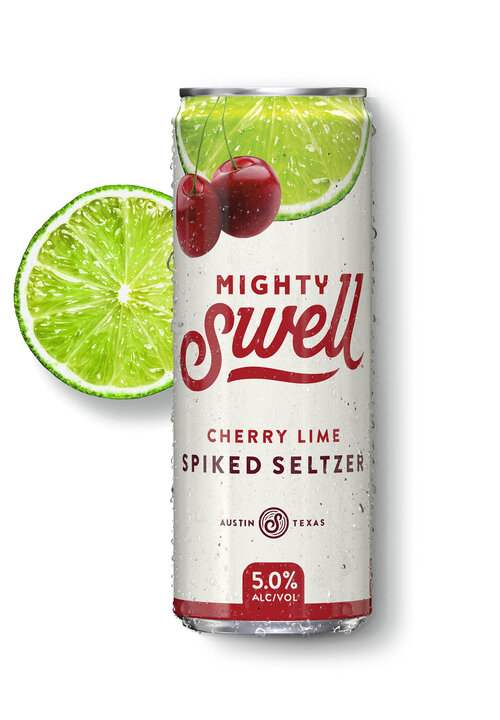 MIGHTY
Swell
CHERRY LIME
SPIKED SELTZER
AUSTIN S TEXAS
5.0%
ALC/VOL